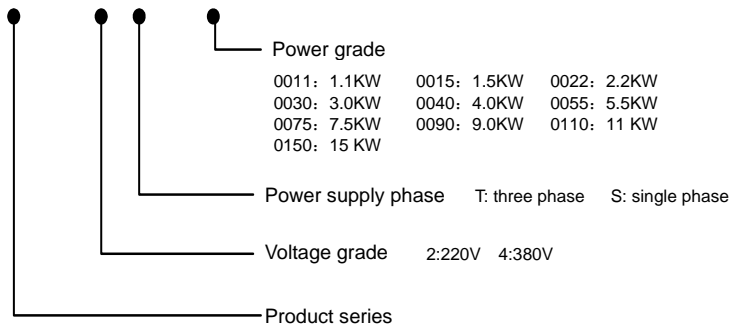 Power grade
0011：1.1KW 0015：1.5KW 0022：2.2KW
0030：3.0KW 0040：4.0KW 0055：5.5KW
0075：7.5KW 0090：9.0KW 0110：11 KW
0150：15 KW
Power supply phase T: three phase S: single phase
Voltage grade 2:220V 4:380V
Product series